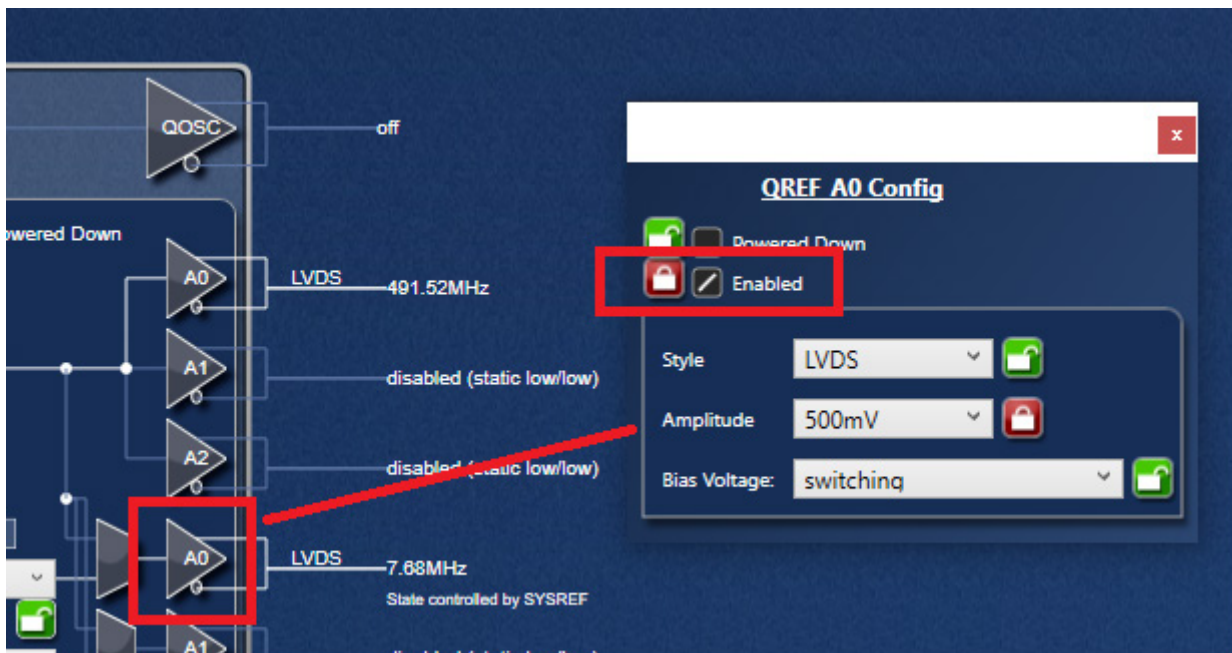 QOSC
off
owered Down
A0
LVDS
491.52MHz
A1
disabled (static low/low)
A2
disabled (static low/low)
A0
LVDS
7.68MHz
State controlled by SYSREF
A1
x
QREF A0 Config
Powered Down
Enabled
Style LVDS
Amplitude 500mV
Bias Voltage: switching